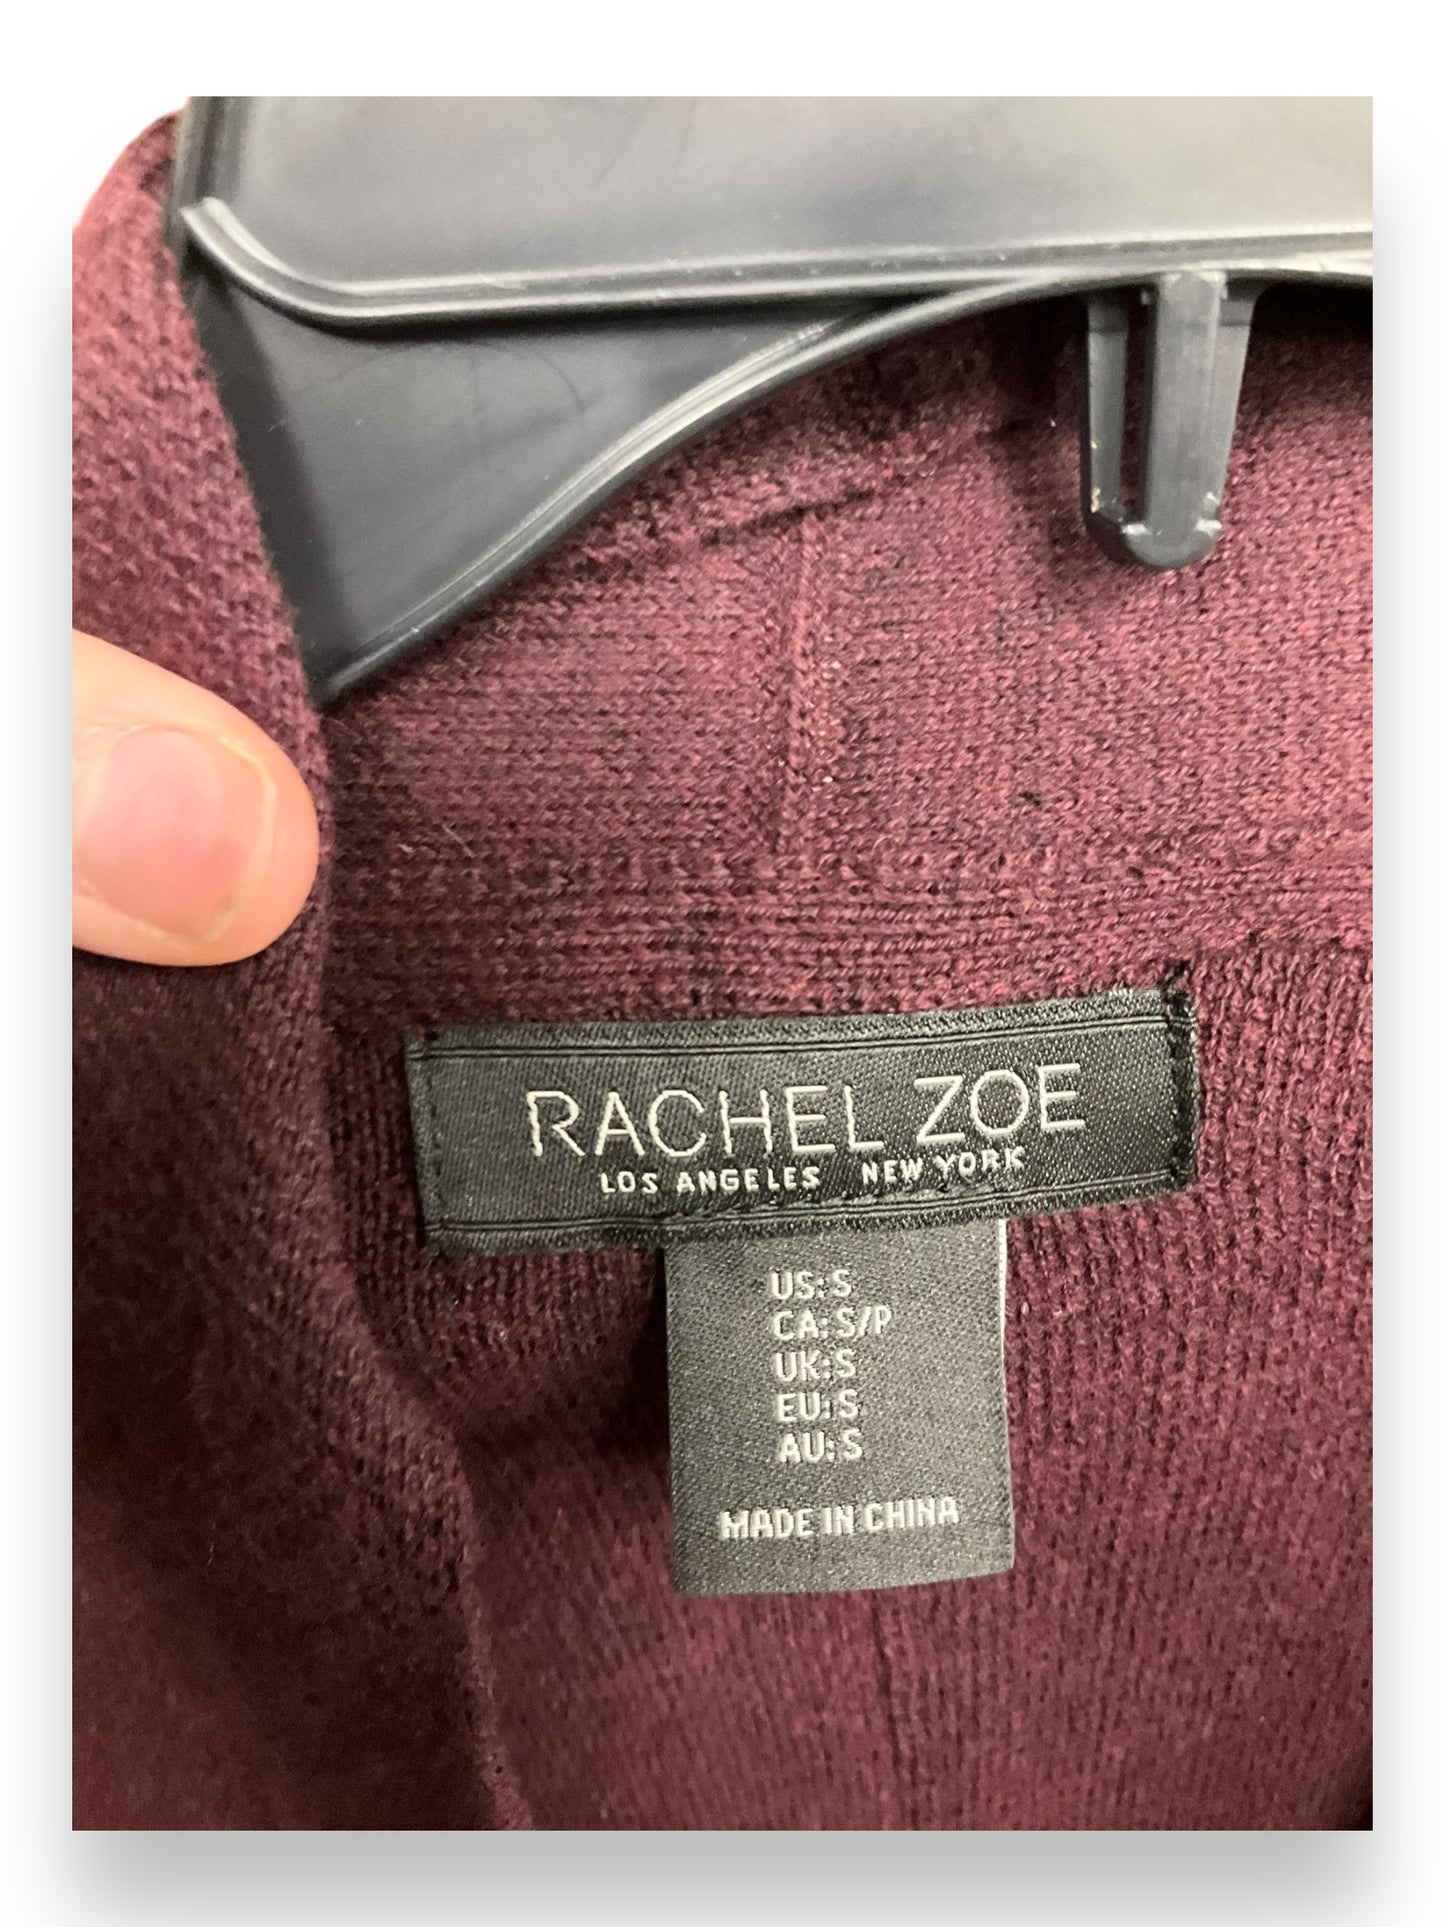 RACHEL ZOE
LOS ANGELES NEW YORK
US: S
CA: S/P
UK: S
EU: S
AU: S
MADE IN CHINA